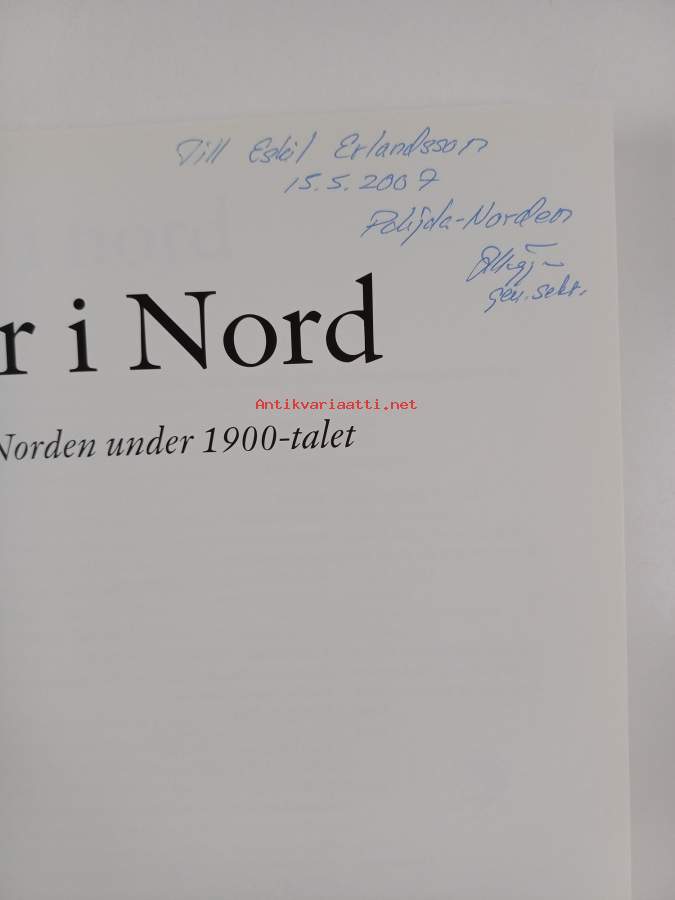 Till Eskil Erlandsson
15.5.2007
Pohjola-Norden
gen.sekr.
r i Nord
Antikvariaatti.net
Norden under 1900-talet